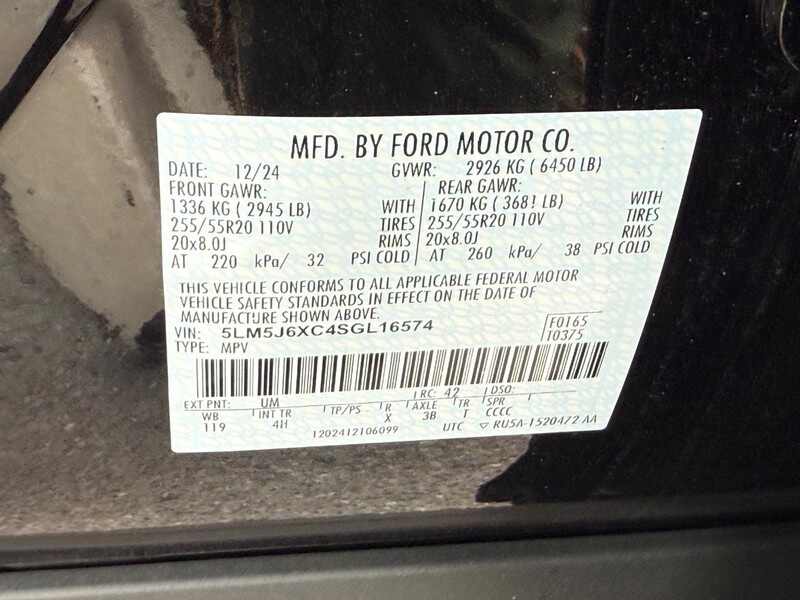 MFD. BY FORD MOTOR CO.
DATE: 12/24 GVWR: 2926 KG ( 6450 LB)
FRONT GAWR: REAR GAWR:
1336 KG ( 2945 LB) WITH 1670 KG ( 3681 LB) WITH
255/55R20 110V TIRES 255/55R20 110V TIRES
20x8.0J RIMS 20x8.0J RIMS
AT 220 kPa/ 32 PSI COLD AT 260 kPa/ 38 PSI COLD
THIS VEHICLE CONFORMS TO ALL APPLICABLE FEDERAL MOTOR
VEHICLE SAFETY STANDARDS IN EFFECT ON THE DATE OF
MANUFACTURE SHOWN ABOVE.
VIN: 5LM5J6XC4SGL16574 F0165
TYPE: MPV T0375
EXT PNT: UM RC: 42 DSO:
WB INT TR TP/PS R AXLE TR SPR
119 4H X 3B T CCCC
1202412106099 UTC ▽ RU5A-1520472 AA